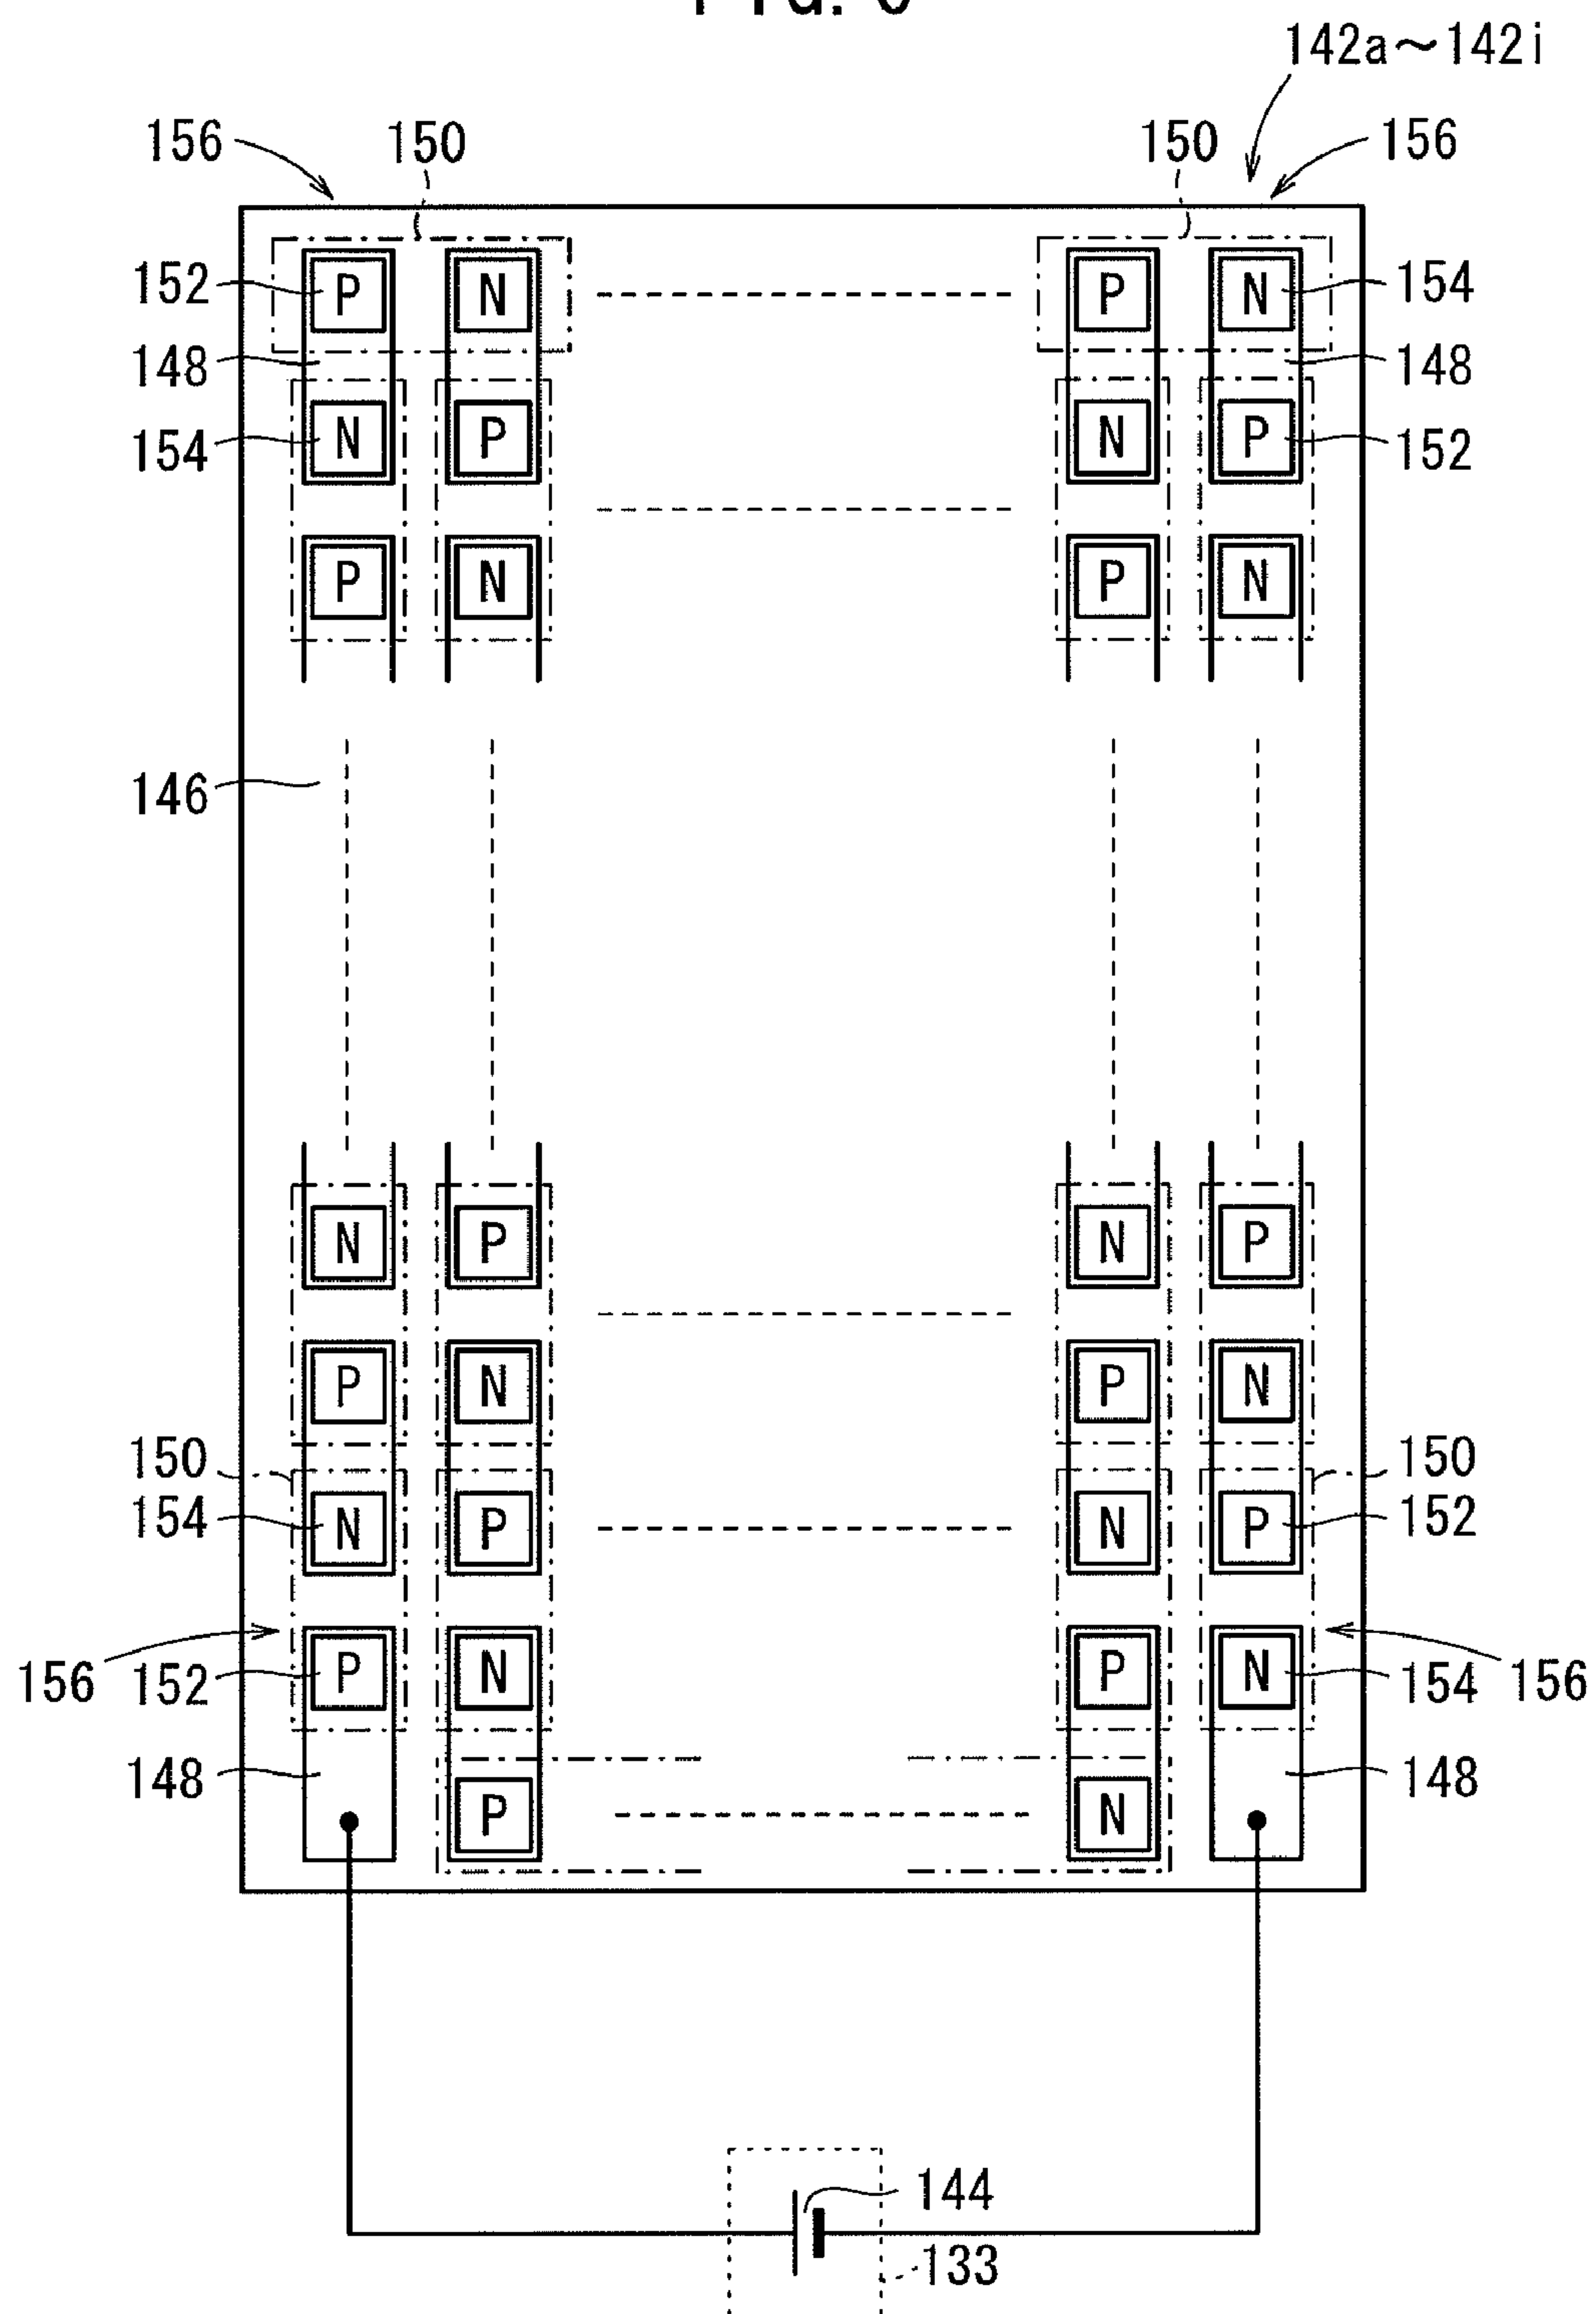 142a～142i
156 150 150 156
152 P N P N 154
148 148
154 N P N P 152
P N P N
146
N P N P
P N P N
150 150
154 N P N P 152
156 152 P N P N 154 156
148 148
P N
144
133